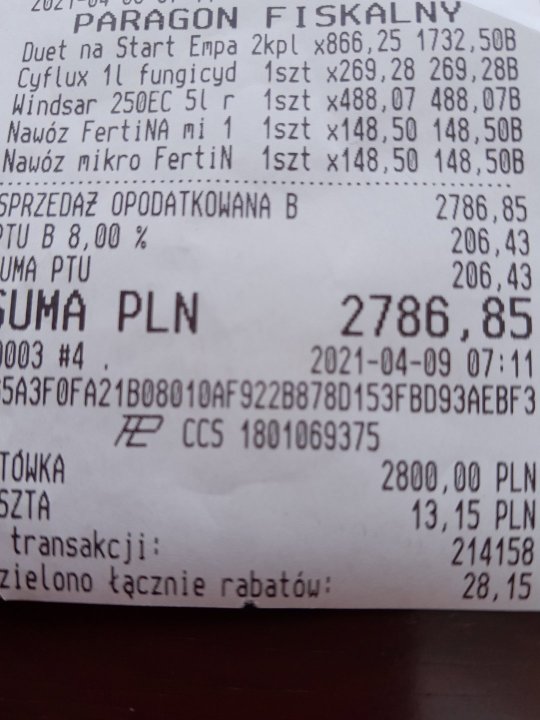 PARAGON FISKALNY
Duet na Start Empa 2kpl x866,25 1732,50B
Cyflux 1l fungicyd 1szt x269,28 269,28B
Windsar 250EC 5l r 1szt x488,07 488,07B
Nawóz FertiNA mi 1 1szt x148,50 148,50B
Nawóz mikro FertiN 1szt x148,50 148,50B
SPRZEDAŻ OPODATKOWANA B 2786,85
PTU B 8,00 % 206,43
SUMA PTU 206,43
SUMA PLN 2786,85
0003 #4 . 2021-04-09 07:11
5A3F0FA21B08010AF922B878D153FBD93AEBF3
CCS 1801069375
TÓWKA 2800,00 PLN
SZTA 13,15 PLN
transakcji: 214158
zielono łącznie rabatów: 28,15